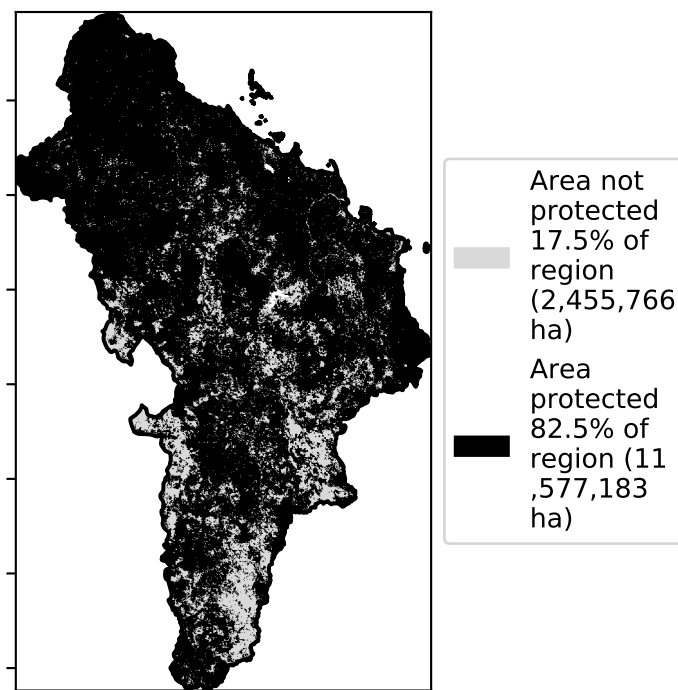 Area not
protected
17.5% of
region
(2,455,766
ha)
Area
protected
82.5% of
region (11
,577,183
ha)